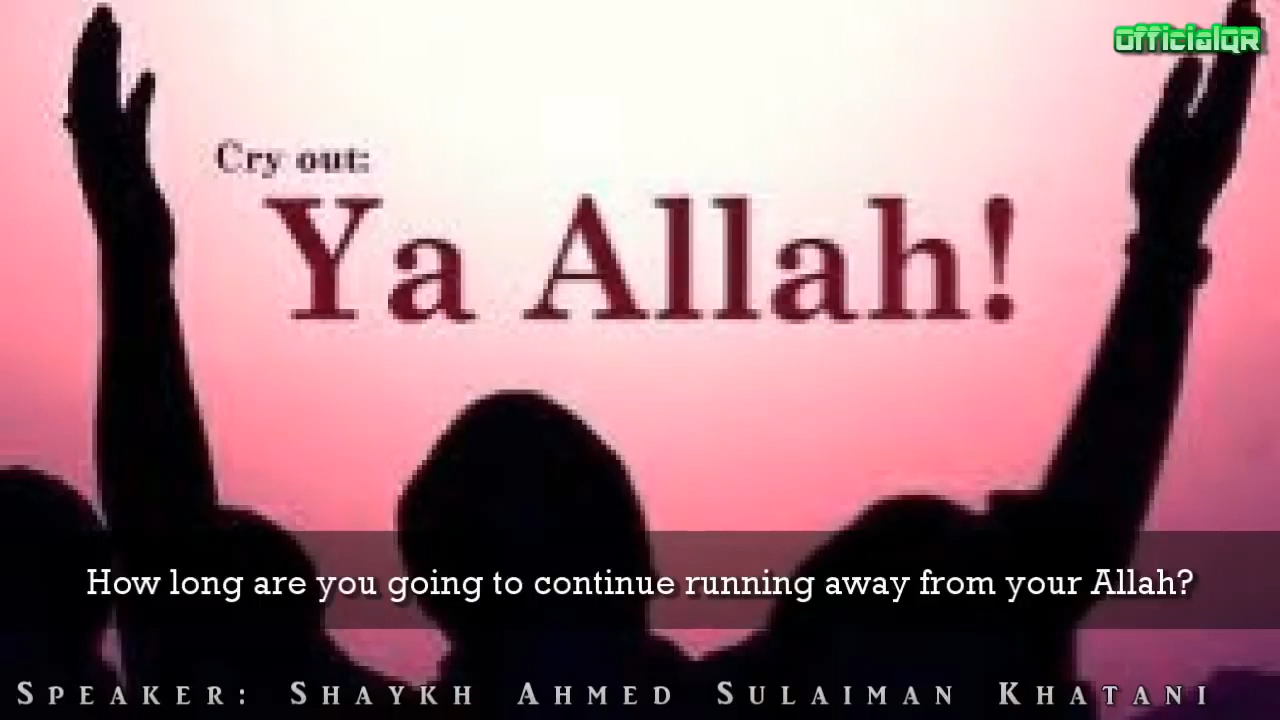 officialQR
Cry out:
Ya Allah!
How long are you going to continue running away from your Allah?
SPEAKER: SHAYKH AHMED SULAIMAN KHATANI